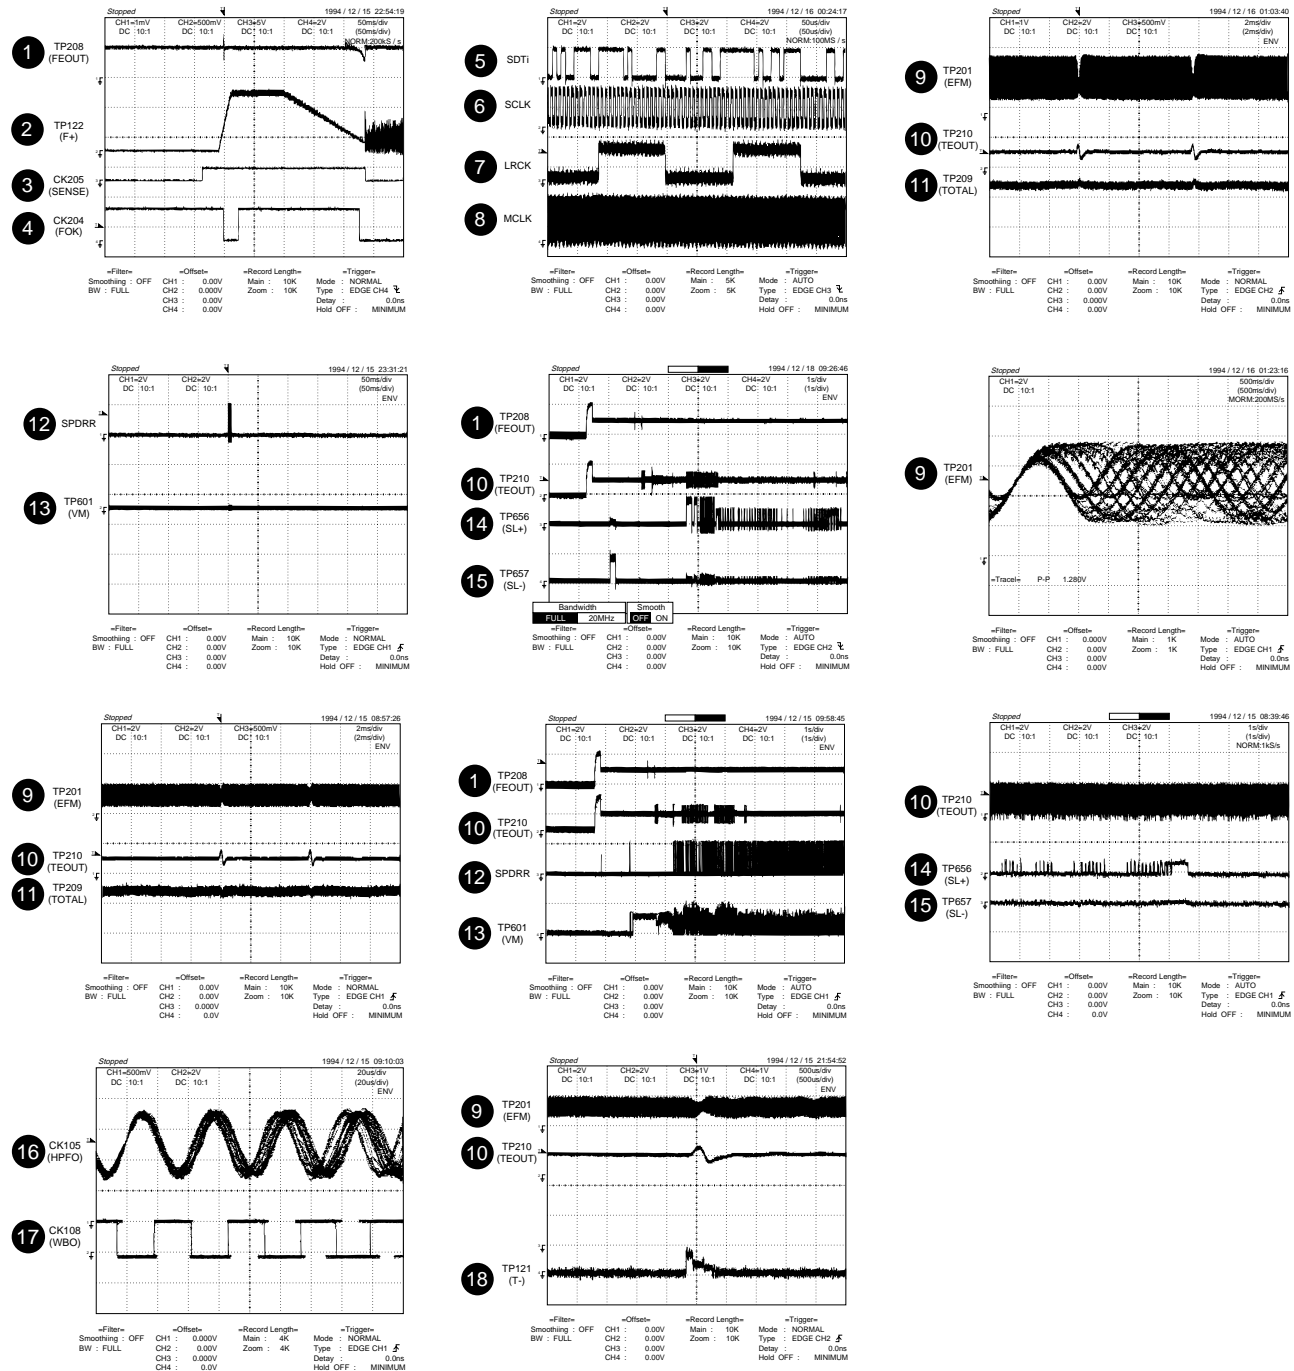 Stopped 1994 / 12 / 15 22:54:19
CH1=1mV CH2=500mV CH3=5V CH4=2V 50ms/div
DC 10:1 DC 10:1 DC 10:1 DC 10:1 (50ms/div)
NORM:200kS / s
1 TP208
(FEOUT)
2 TP122
(F+)
3 CK205
(SENSE)
4 CK204
(FOK)
=Filter= =Offset= =Record Length= =Trigger=
Smoothiing : OFF CH1 : 0.00V Main : 10K Mode : NORMAL
BW : FULL CH2 : 0.000V Zoom : 10K Type : EDGE CH4
CH3 : 0.00V Delay : 0.0ns
CH4 : 0.00V Hold OFF : MINIMUM
Stopped 1994 / 12 / 16 00:24:17
CH1=2V CH2=2V CH3=2V CH4=2V 50us/div
DC 10:1 DC 10:1 DC 10:1 DC 10:1 (50us/div)
NORM:100MS / s
5 SDTi
6 SCLK
7 LRCK
8 MCLK
=Filter= =Offset= =Record Length= =Trigger=
Smoothiing : OFF CH1 : 0.00V Main : 5K Mode : AUTO
BW : FULL CH2 : 0.00V Zoom : 5K Type : EDGE CH3
CH3 : 0.00V Delay : 0.0ns
CH4 : 0.00V Hold OFF : MINIMUM
Stopped 1994 / 12 / 16 01:03:40
CH1=1V CH2=2V CH3=500mV 2ms/div
DC 10:1 DC 10:1 DC 10:1 (2ms/div)
ENV
9 TP201
(EFM)
10 TP210
(TEOUT)
11 TP209
(TOTAL)
=Filter= =Offset= =Record Length= =Trigger=
Smoothiing : OFF CH1 : 0.00V Main : 10K Mode : NORMAL
BW : FULL CH2 : 0.00V Zoom : 10K Type : EDGE CH2
CH3 : 0.000V Delay : 0.0ns
CH4 : 0.00V Hold OFF : MINIMUM
Stopped 1994 / 12 / 15 23:31:21
CH1=2V CH2=2V 50ms/div
DC 10:1 DC 10:1 (50ms/div)
ENV
12 SPDRR
13 TP601
(VM)
=Filter= =Offset= =Record Length= =Trigger=
Smoothiing : OFF CH1 : 0.00V Main : 10K Mode : NORMAL
BW : FULL CH2 : 0.00V Zoom : 10K Type : EDGE CH1
CH3 : 0.00V Delay : 0.0ns
CH4 : 0.00V Hold OFF : MINIMUM
Stopped 1994 / 12 / 18 09:26:46
CH1=2V CH2=2V CH3=2V CH4=2V 1s/div
DC 10:1 DC 10:1 DC 10:1 DC 10:1 (1s/div)
ENV
1 TP208
(FEOUT)
10 TP210
(TEOUT)
14 TP656
(SL+)
15 TP657
(SL-)
Bandwidth Smooth
FULL 20MHz OFF ON
=Filter= =Offset= =Record Length= =Trigger=
Smoothiing : OFF CH1 : 0.00V Main : 10K Mode : AUTO
BW : FULL CH2 : 0.00V Zoom : 10K Type : EDGE CH2
CH3 : 0.00V Delay : 0.0ns
CH4 : 0.00V Hold OFF : MINIMUM
Stopped 1994 / 12 / 16 01:23:16
CH1=2V 500ms/div
DC 10:1 (500ms/div)
MORM:200MS/s
9 TP201
(EFM)
=Tracel= P-P 1.280V
=Filter= =Offset= =Record Length= =Trigger=
Smoothiing : OFF CH1 : 0.000V Main : 1K Mode : AUTO
BW : FULL CH2 : 0.00V Zoom : 1K Type : EDGE CH1
CH3 : 0.00V Delay : 0.0ns
CH4 : 0.00V Hold OFF : MINIMUM
Stopped 1994 / 12 / 15 08:57:26
CH1=2V CH2=2V CH3=500mV 2ms/div
DC 10:1 DC 10:1 DC 10:1 (2ms/div)
ENV
9 TP201
(EFM)
10 TP210
(TEOUT)
11 TP209
(TOTAL)
=Filter= =Offset= =Record Length= =Trigger=
Smoothiing : OFF CH1 : 0.00V Main : 10K Mode : NORMAL
BW : FULL CH2 : 0.00V Zoom : 10K Type : EDGE CH1
CH3 : 0.000V Delay : 0.0ns
CH4 : 0.0V Hold OFF : MINIMUM
Stopped 1994 / 12 / 15 09:58:45
CH1=2V CH2=2V CH3=2V CH4=2V 1s/div
DC 10:1 DC 10:1 DC 10:1 DC 10:1 (1s/div)
ENV
1 TP208
(FEOUT)
10 TP210
(TEOUT)
12 SPDRR
13 TP601
(VM)
=Filter= =Offset= =Record Length= =Trigger=
Smoothiing : OFF CH1 : 0.00V Main : 10K Mode : AUTO
BW : FULL CH2 : 0.00V Zoom : 10K Type : EDGE CH1
CH3 : 0.00V Delay : 0.0ns
CH4 : 0.00V Hold OFF : MINIMUM
Stopped 1994 / 12 / 15 08:39:46
CH1=2V CH2=2V CH3=2V 1s/div
DC 10:1 DC 10:1 DC 10:1 (1s/div)
NORM:1kS/s
10 TP210
(TEOUT)
14 TP656
(SL+)
15 TP657
(SL-)
=Filter= =Offset= =Record Length= =Trigger=
Smoothiing : OFF CH1 : 0.00V Main : 10K Mode : AUTO
BW : FULL CH2 : 0.00V Zoom : 10K Type : EDGE CH1
CH3 : 0.00V Delay : 0.0ns
CH4 : 0.0V Hold OFF : MINIMUM
Stopped 1994 / 12 / 15 09:10:03
CH1=500mV CH2=2V 20us/div
DC 10:1 DC 10:1 (20us/div)
ENV
16 CK105
(HPFO)
17 CK108
(WBO)
=Filter= =Offset= =Record Length= =Trigger=
Smoothiing : OFF CH1 : 0.000V Main : 4K Mode : NORMAL
BW : FULL CH2 : 0.00V Zoom : 4K Type : EDGE CH1
CH3 : 0.000V Delay : 0.0ns
CH4 : 0.0V Hold OFF : MINIMUM
Stopped 1994 / 12 / 15 21:54:52
CH1=2V CH2=2V CH3=1V CH4=1V 500us/div
DC 10:1 DC 10:1 DC 10:1 DC 10:1 (500us/div)
ENV
9 TP201
(EFM)
10 TP210
(TEOUT)
18 TP121
(T-)
=Filter= =Offset= =Record Length= =Trigger=
Smoothiing : OFF CH1 : 0.00V Main : 10K Mode : NORMAL
BW : FULL CH2 : 0.00V Zoom : 10K Type : EDGE CH2
CH3 : 0.00V Delay : 0.0ns
CH4 : 0.00V Hold OFF : MINIMUM